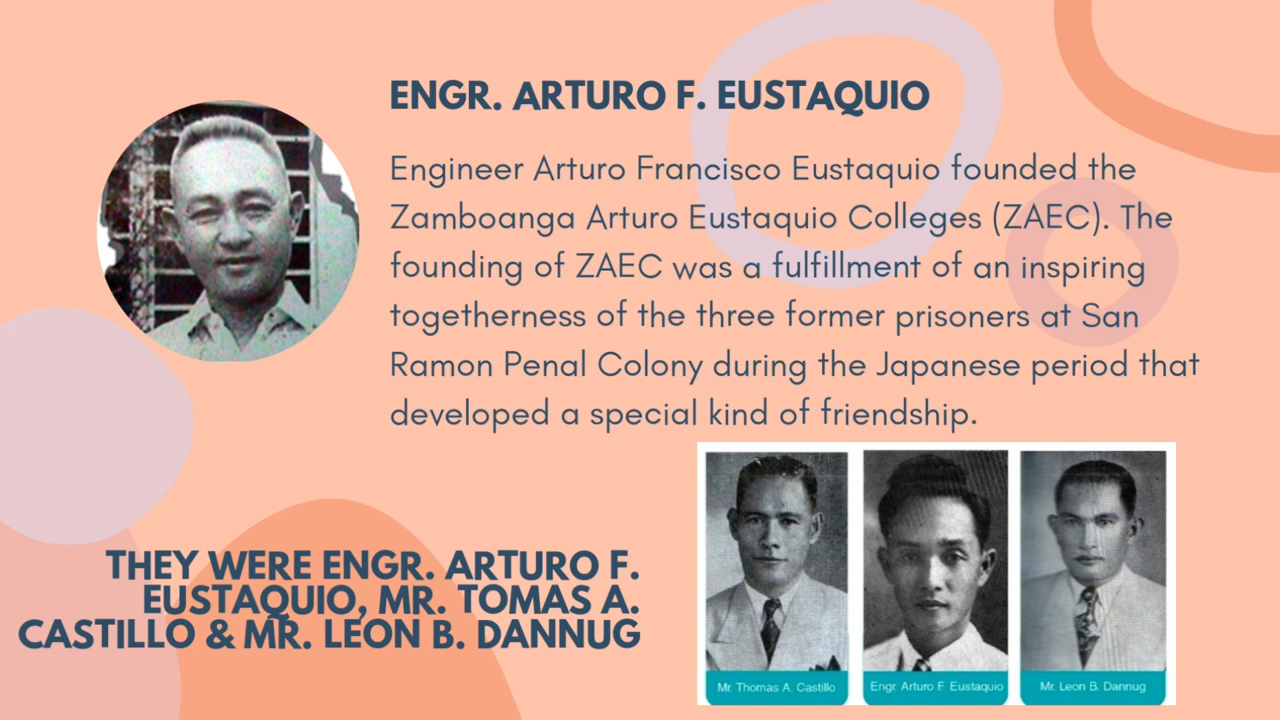 ENGR. ARTURO F. EUSTAQUIO
Engineer Arturo Francisco Eustaquio founded the
Zamboanga Arturo Eustaquio Colleges (ZAEC). The
founding of ZAEC was a fulfillment of an inspiring
togetherness of the three former prisoners at San
Ramon Penal Colony during the Japanese period that
developed a special kind of friendship.
THEY WERE ENGR. ARTURO F.
EUSTAQUIO, MR. TOMAS A.
CASTILLO & MR. LEON B. DANNUG
Mr. Thomas A. Castillo
Engr. Arturo F Eustaquio
Mr. Leon B. Dannug